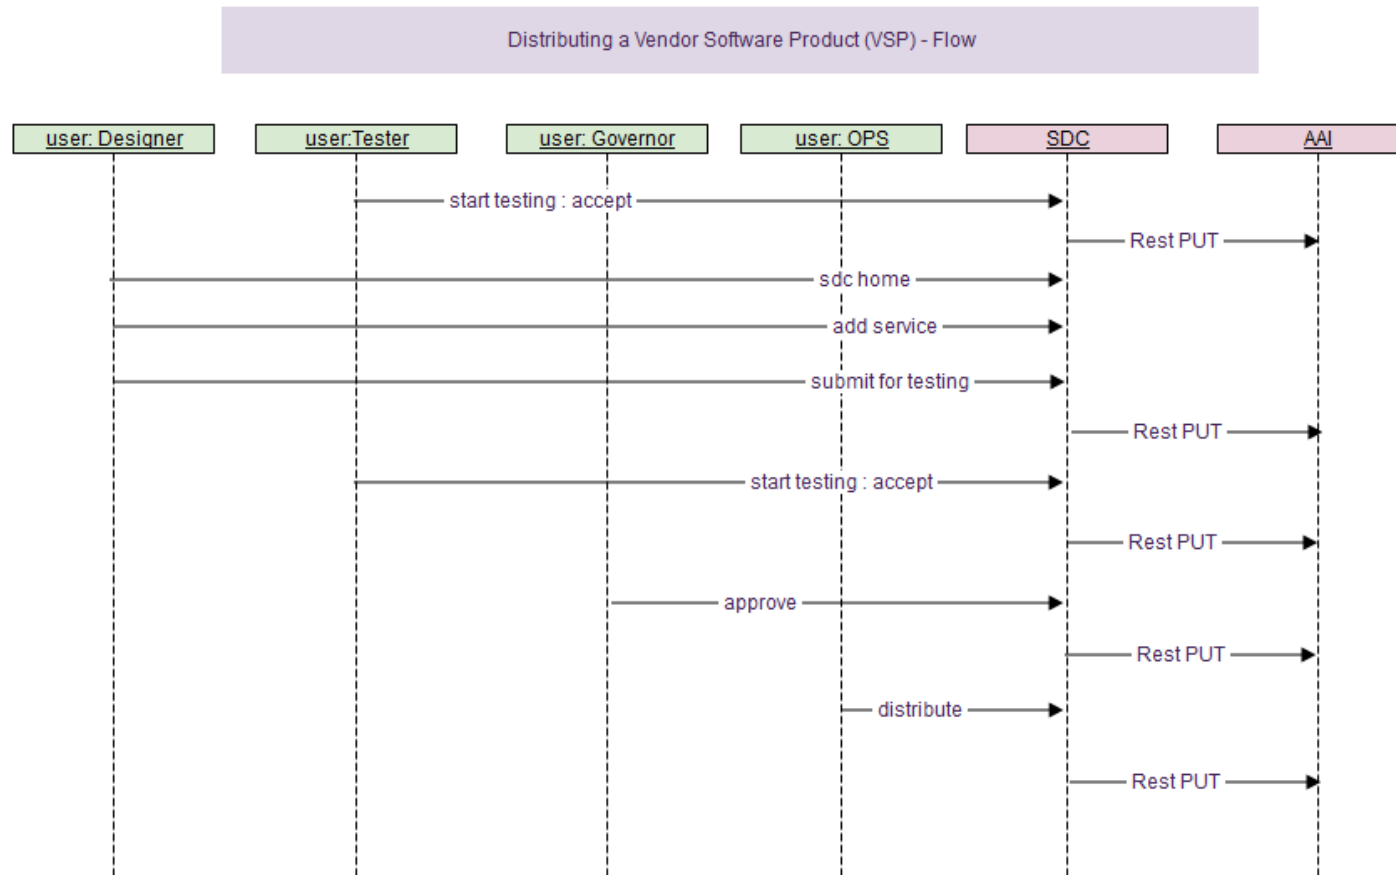 Distributing a Vendor Software Product (VSP) - Flow
user: Designer
user:Tester
user: Governor
user: OPS
SDC
AAI
start testing : accept
Rest PUT
sdc home
add service
submit for testing
Rest PUT
start testing : accept
Rest PUT
approve
Rest PUT
distribute
Rest PUT